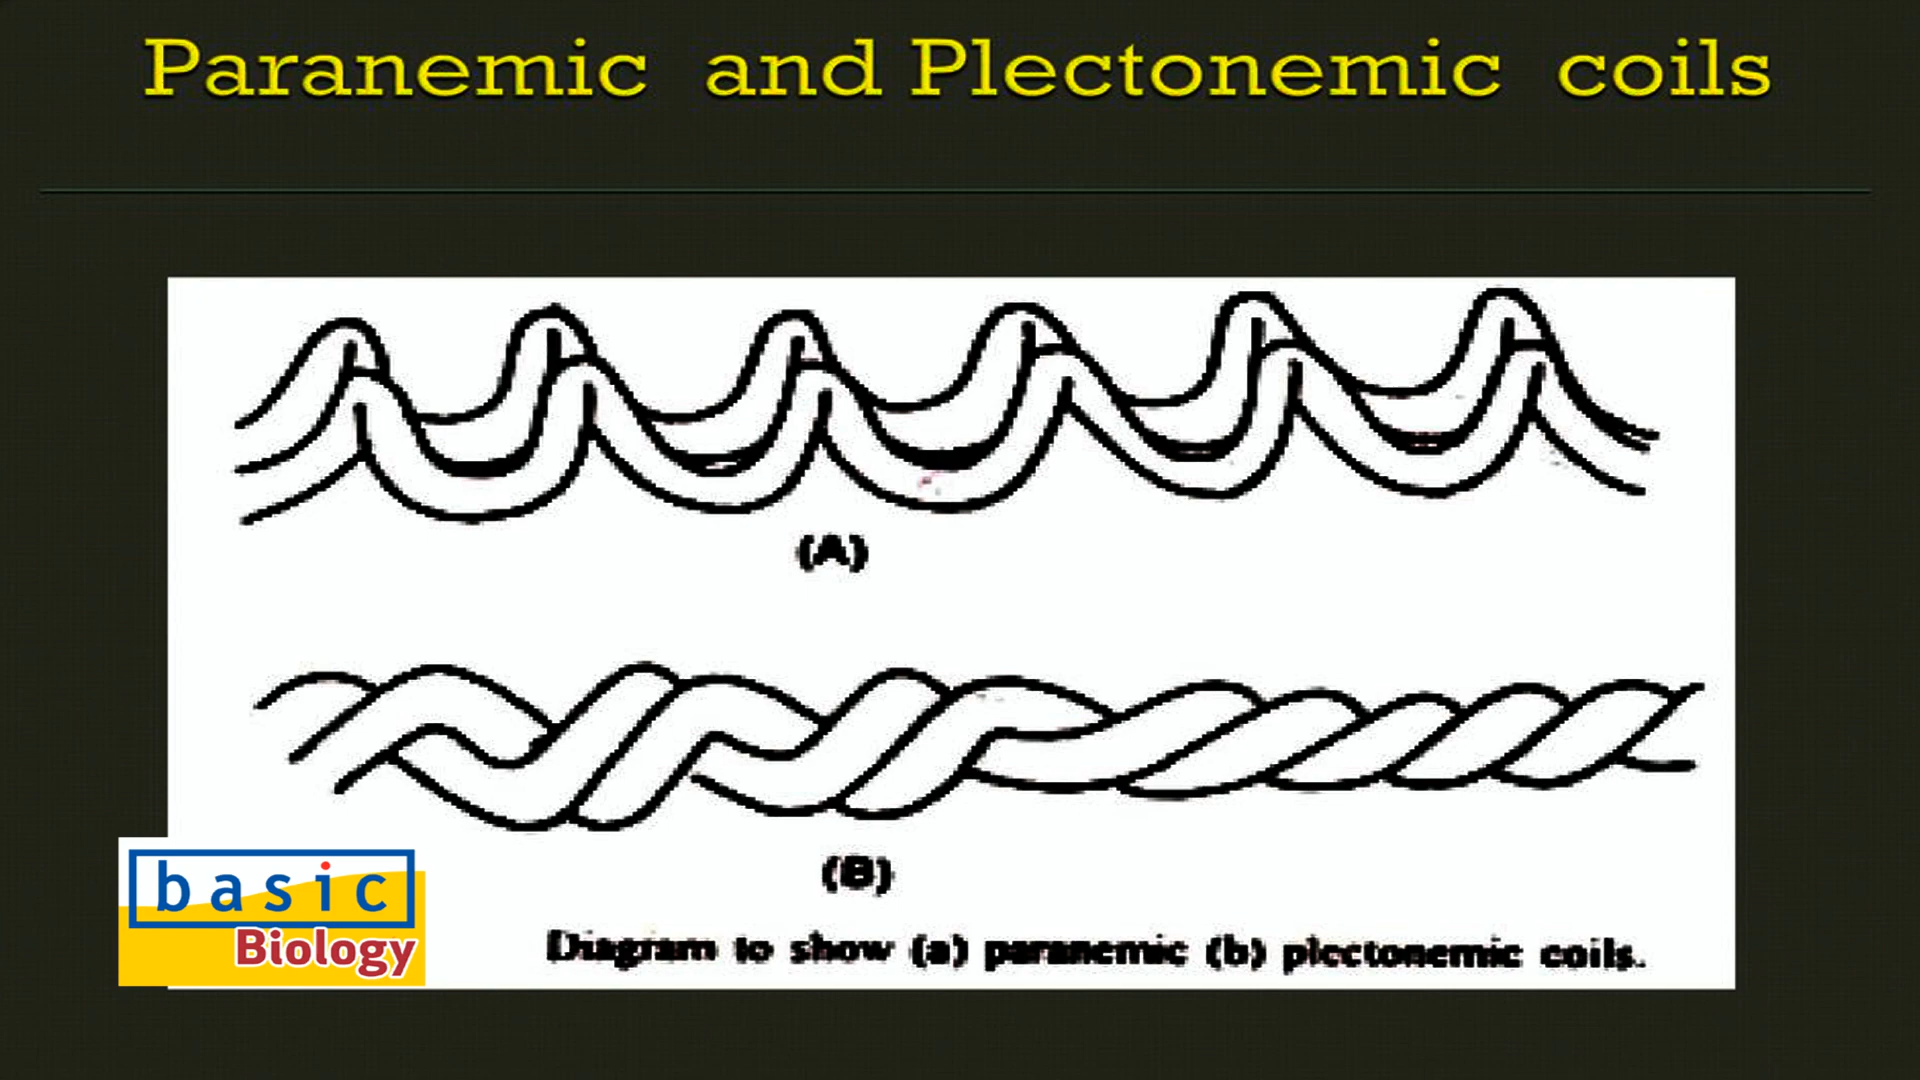 Paranemic and Plectonemic coils
(A)
(B)
basic
Biology
Diagram to show (a) paranemic (b) plectonemic coils.